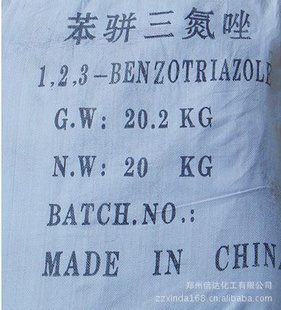 苯骈三氮唑
1,2,3-BENZOTRIAZOLE
G.W: 20.2 KG
N.W: 20 KG
BATCH.NO.:
MADE IN CHINA
郑州信达化工有限公司
zzxinda168.cn.alibaba.com